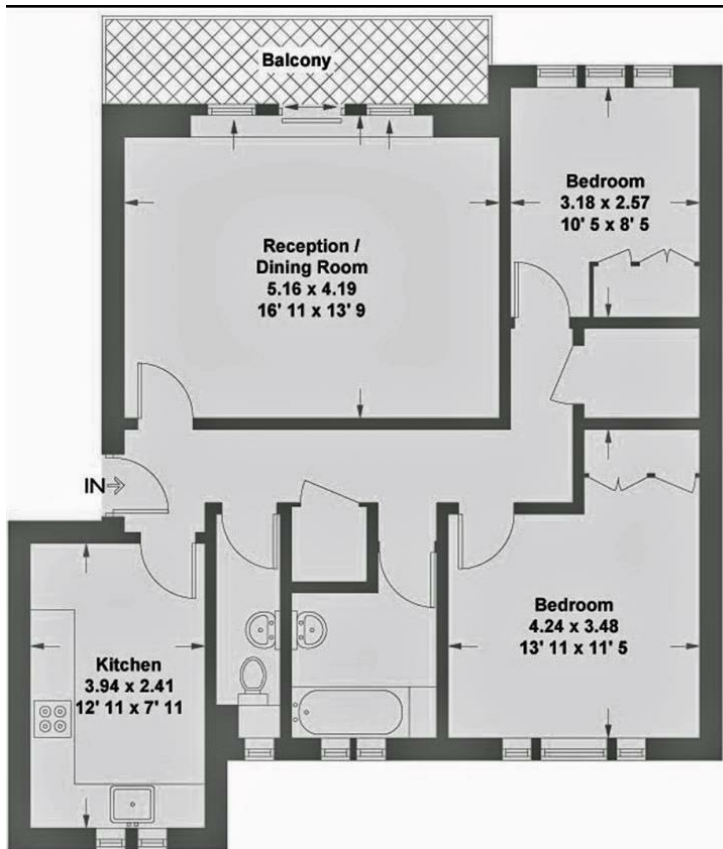 Balcony
Bedroom
3.18 x 2.57
10' 5 x 8' 5
Reception /
Dining Room
5.16 x 4.19
16' 11 x 13' 9
IN
Bedroom
4.24 x 3.48
13' 11 x 11' 5
Kitchen
3.94 x 2.41
12' 11 x 7' 11